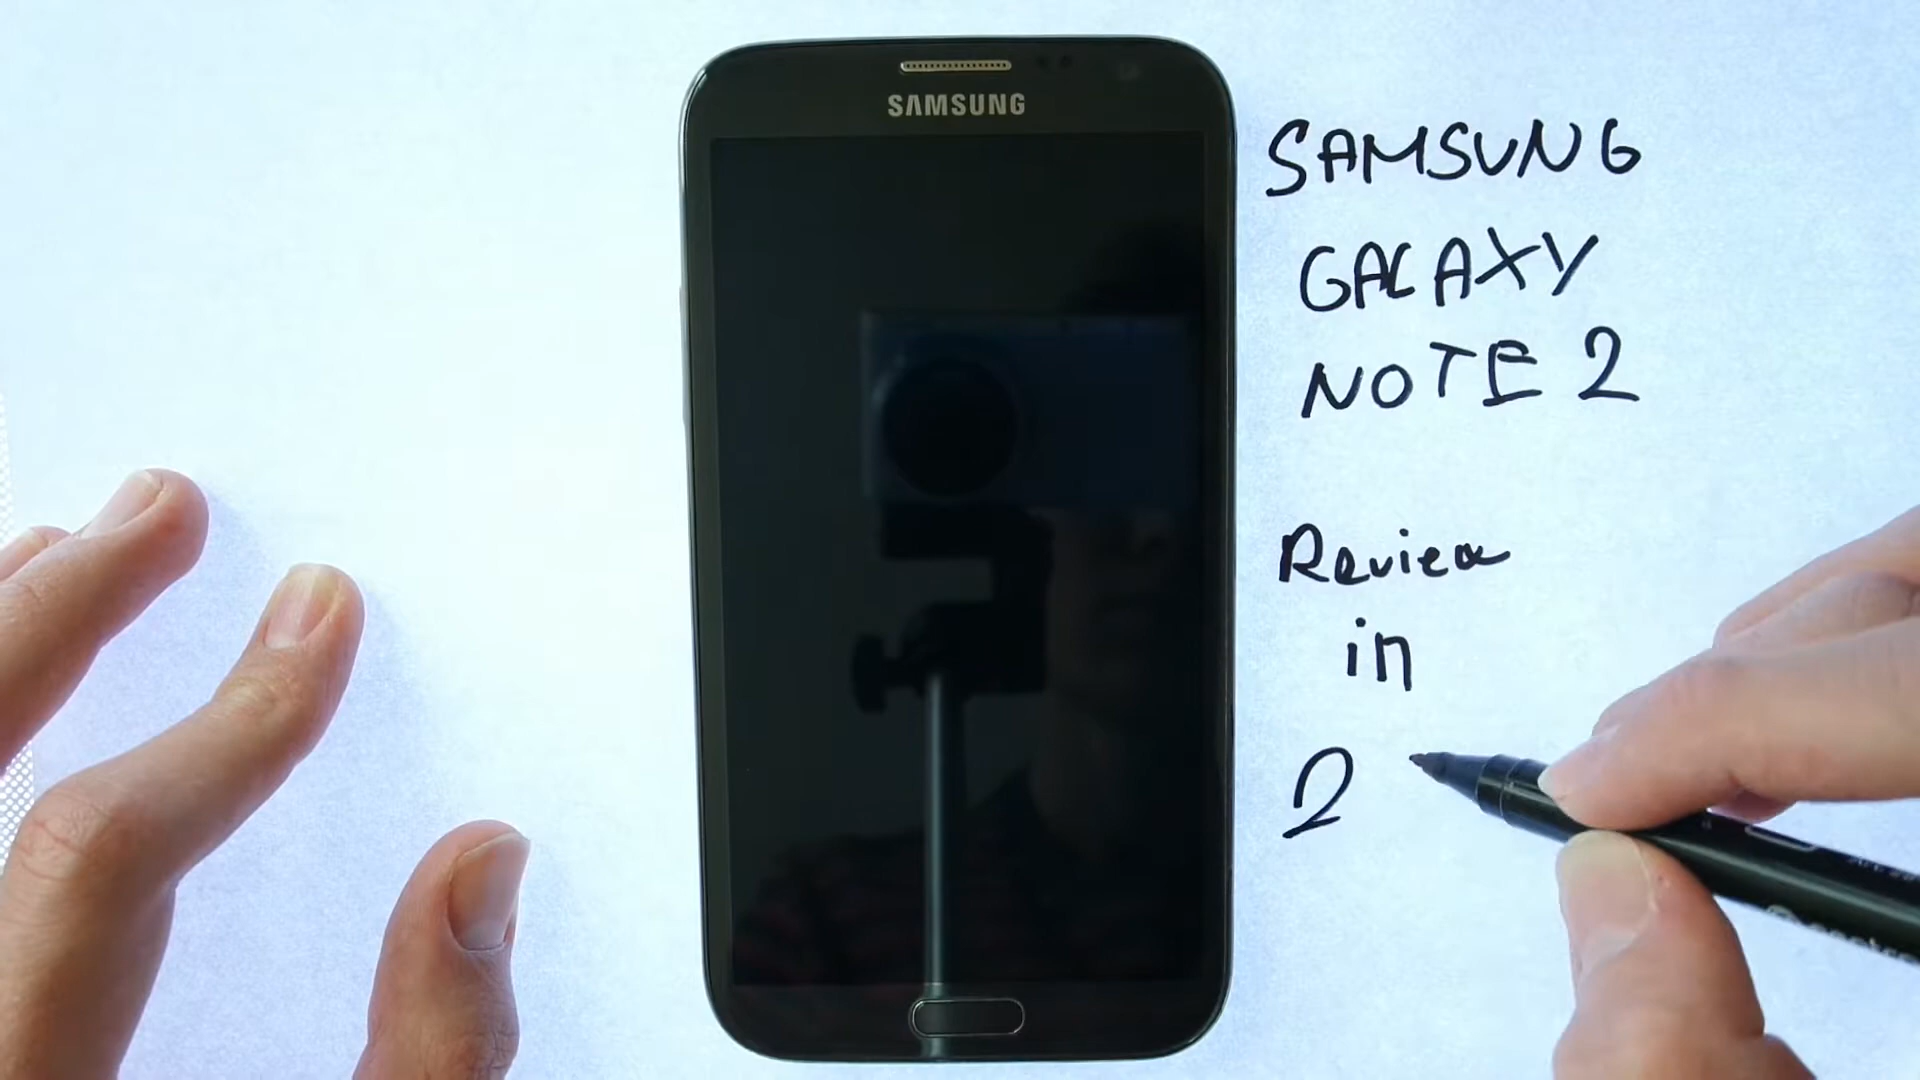 SAMSUNG
SAMSUNG
GALAXY
NOTE 2
Review
in
2